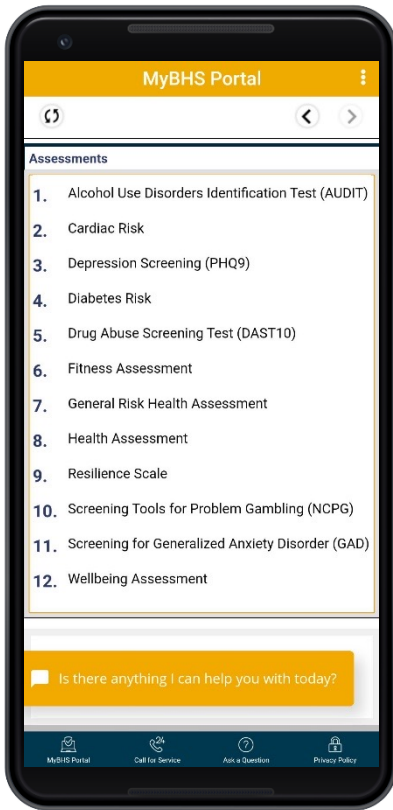 MyBHS Portal
Assessments
1. Alcohol Use Disorders Identification Test (AUDIT)
2. Cardiac Risk
3. Depression Screening (PHQ9)
4. Diabetes Risk
5. Drug Abuse Screening Test (DAST10)
6. Fitness Assessment
7. General Risk Health Assessment
8. Health Assessment
9. Resilience Scale
10. Screening Tools for Problem Gambling (NCPG)
11. Screening for Generalized Anxiety Disorder (GAD)
12. Wellbeing Assessment
Is there anything I can help you with today?
24
MyBHS Portal Call for Service Ask a Question Privacy Policy